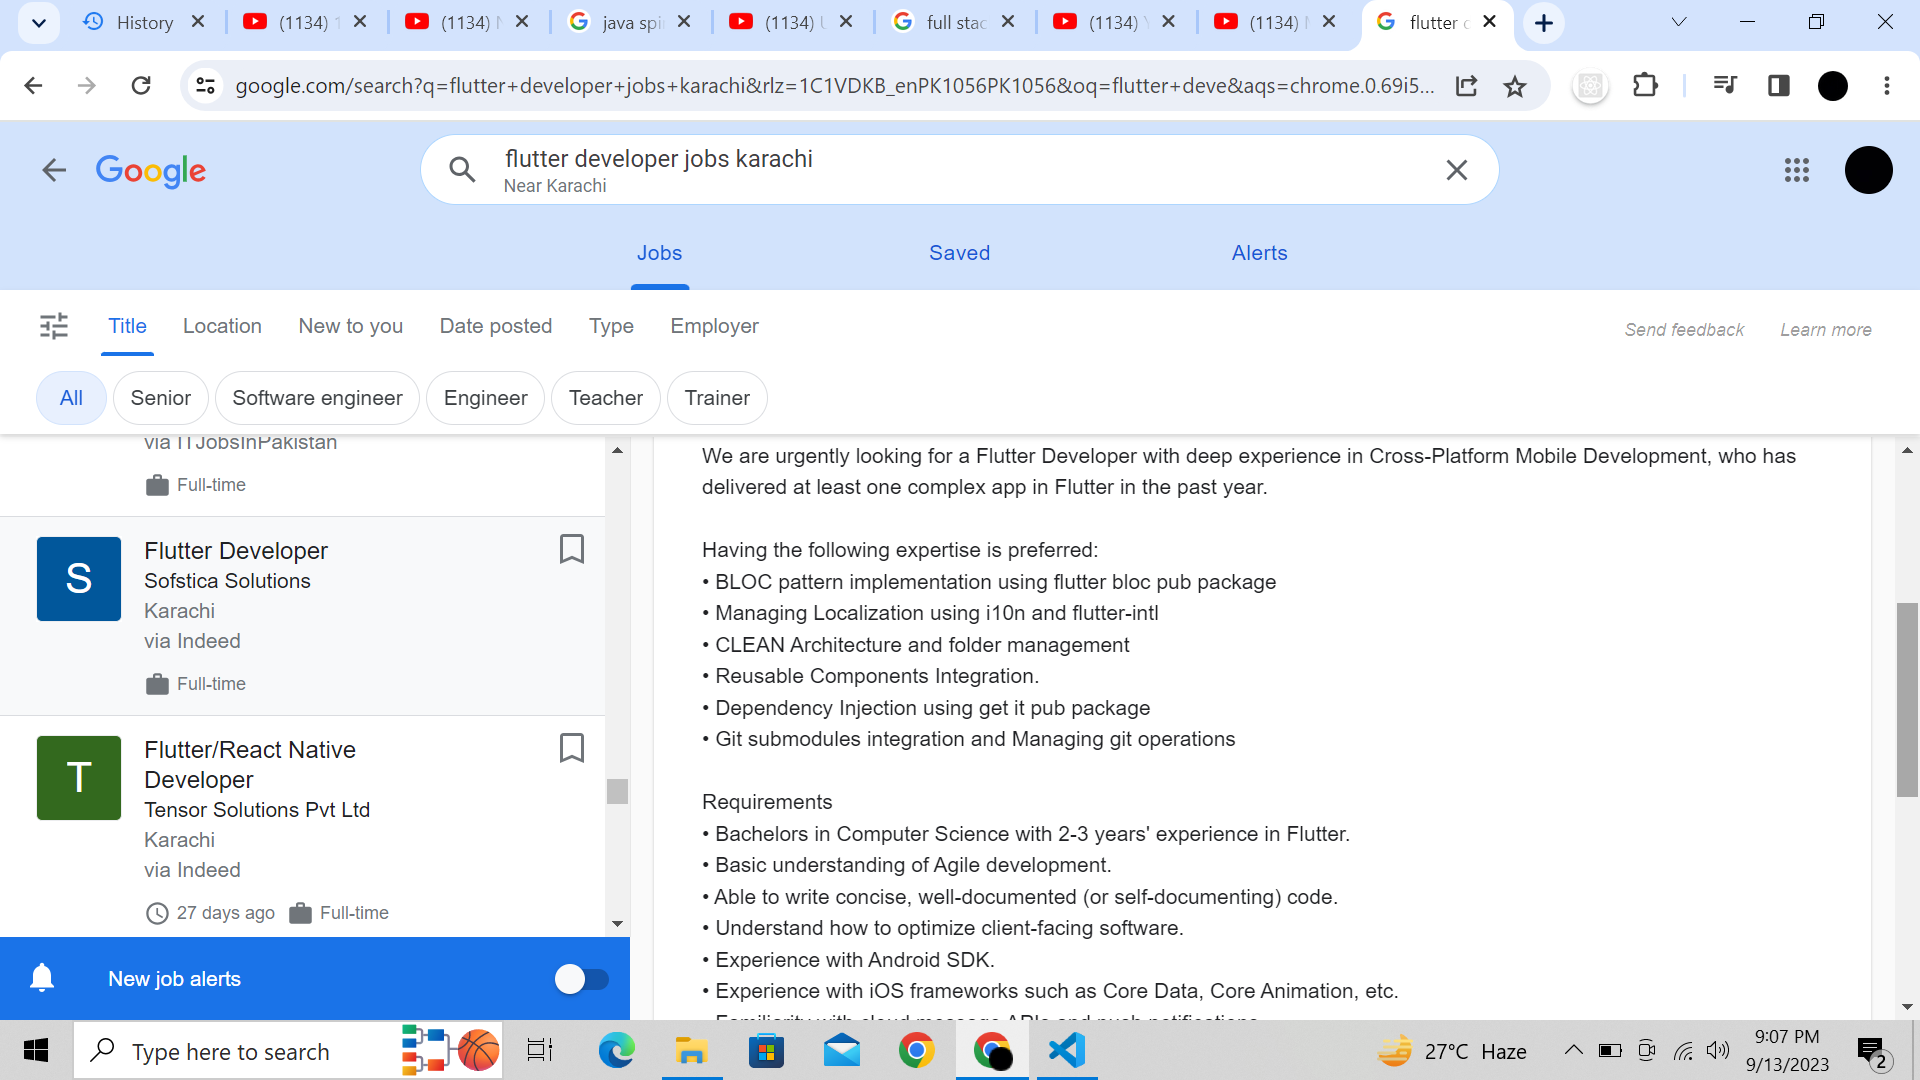 History
(1134) 1
(1134) N
java spi
(1134) U
full stac
(1134) Y
(1134) M
flutter
google.com/search?q=flutter+developer+jobs+karachi&rlz=1C1VDKB_enPK1056PK1056&oq=flutter+deve&aqs=chrome.0.69i5...
Google
flutter developer jobs karachi
Near Karachi
Jobs
Saved
Alerts
Title
Location
New to you
Date posted
Type
Employer
Send feedback
Learn more
All
Senior
Software engineer
Engineer
Teacher
Trainer
via ITJobsInPakistan
Full-time
S
Flutter Developer
Sofstica Solutions
Karachi
via Indeed
Full-time
T
Flutter/React Native
Developer
Tensor Solutions Pvt Ltd
Karachi
via Indeed
27 days ago
Full-time
New job alerts
We are urgently looking for a Flutter Developer with deep experience in Cross-Platform Mobile Development, who has
delivered at least one complex app in Flutter in the past year.
Having the following expertise is preferred:
• BLOC pattern implementation using flutter bloc pub package
• Managing Localization using i10n and flutter-intl
• CLEAN Architecture and folder management
• Reusable Components Integration.
• Dependency Injection using get it pub package
• Git submodules integration and Managing git operations
Requirements
• Bachelors in Computer Science with 2-3 years' experience in Flutter.
• Basic understanding of Agile development.
• Able to write concise, well-documented (or self-documenting) code.
• Understand how to optimize client-facing software.
• Experience with Android SDK.
• Experience with iOS frameworks such as Core Data, Core Animation, etc.
• Familiarity with cloud message APIs and push notifications
Type here to search
27°C Haze
9:07 PM
9/13/2023
2